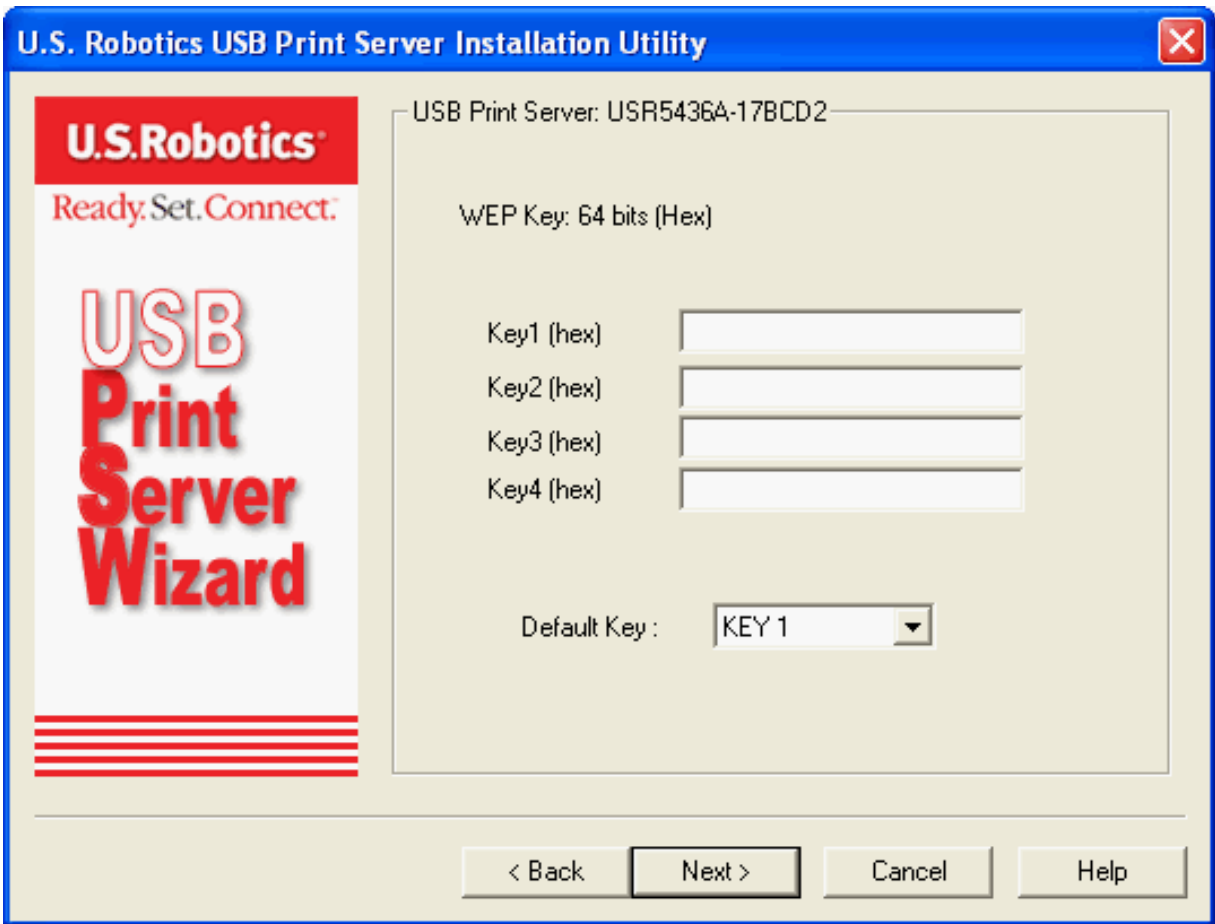 U.S. Robotics USB Print Server Installation Utility
U.S.Robotics®
Ready. Set. Connect.™
USB
Print
Server
Wizard
USB Print Server: USR5436A-17BCD2
WEP Key: 64 bits (Hex)
Key1 (hex)
Key2 (hex)
Key3 (hex)
Key4 (hex)
Default Key : KEY 1
< Back Next > Cancel Help